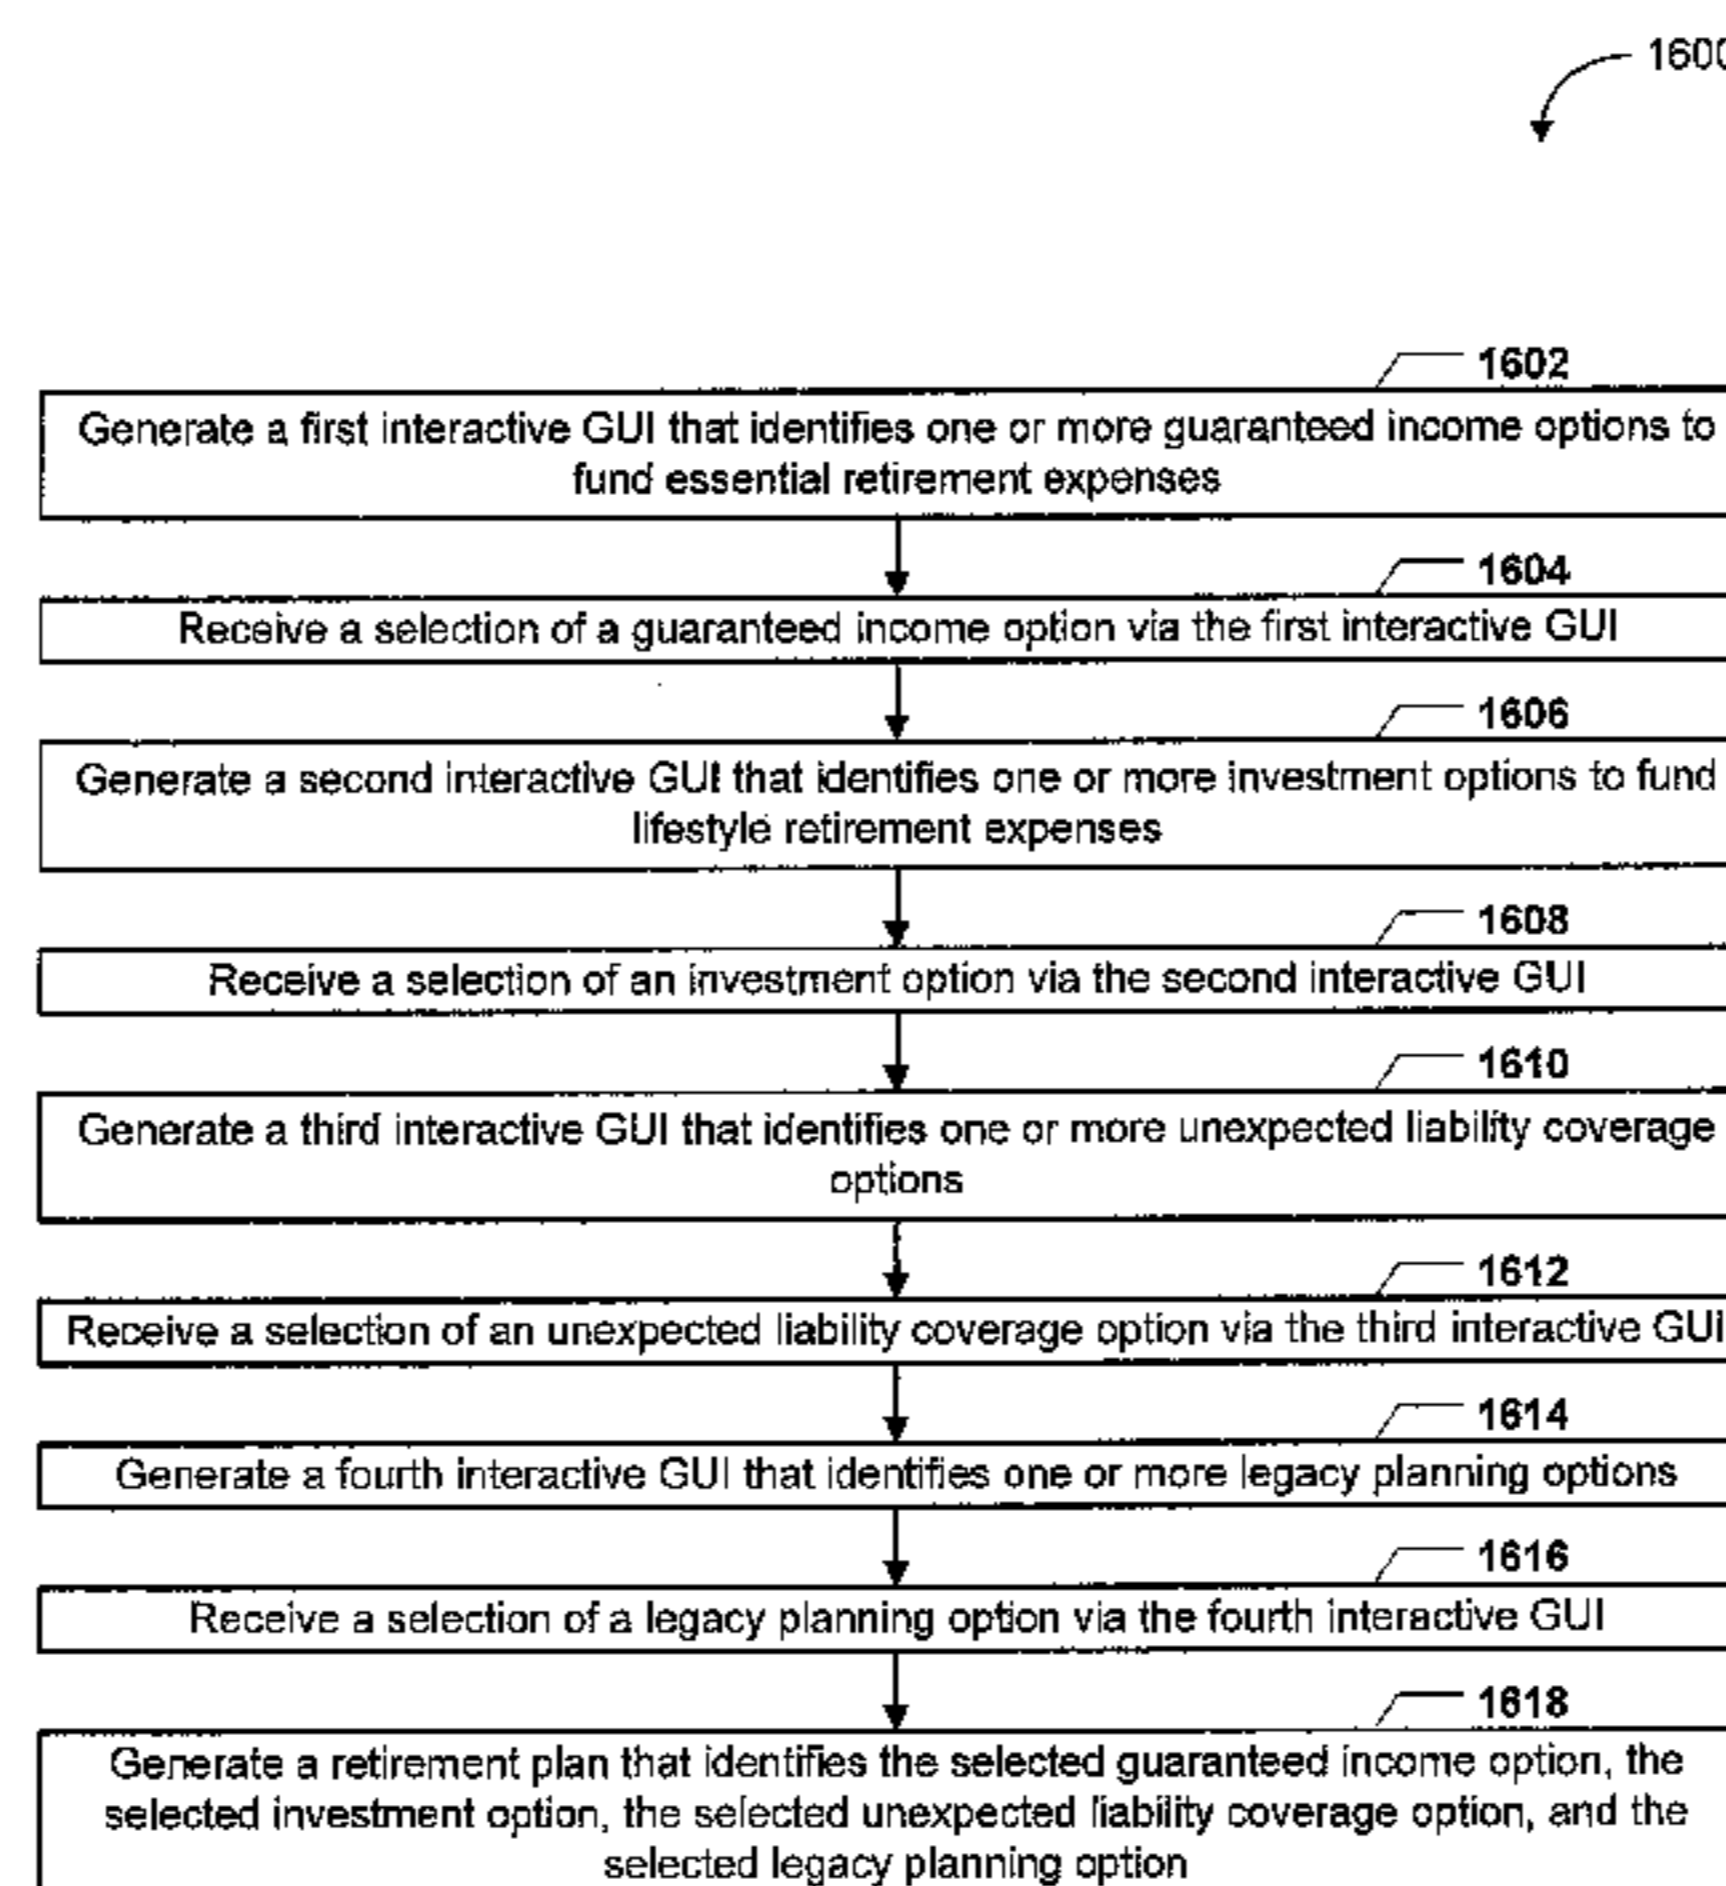 1600
1602
Generate a first interactive GUI that identifies one or more guaranteed income options to
fund essential retirement expenses
1604
Receive a selection of a guaranteed income option via the first interactive GUI
1606
Generate a second interactive GUI that identifies one or more investment options to fund
lifestyle retirement expenses
1608
Receive a selection of an investment option via the second interactive GUI
1610
Generate a third interactive GUI that identifies one or more unexpected liability coverage
options
1612
Receive a selection of an unexpected liability coverage option via the third interactive GUI
1614
Generate a fourth interactive GUI that identifies one or more legacy planning options
1616
Receive a selection of a legacy planning option via the fourth interactive GUI
1618
Generate a retirement plan that identifies the selected guaranteed income option, the
selected investment option, the selected unexpected liability coverage option, and the
selected legacy planning option